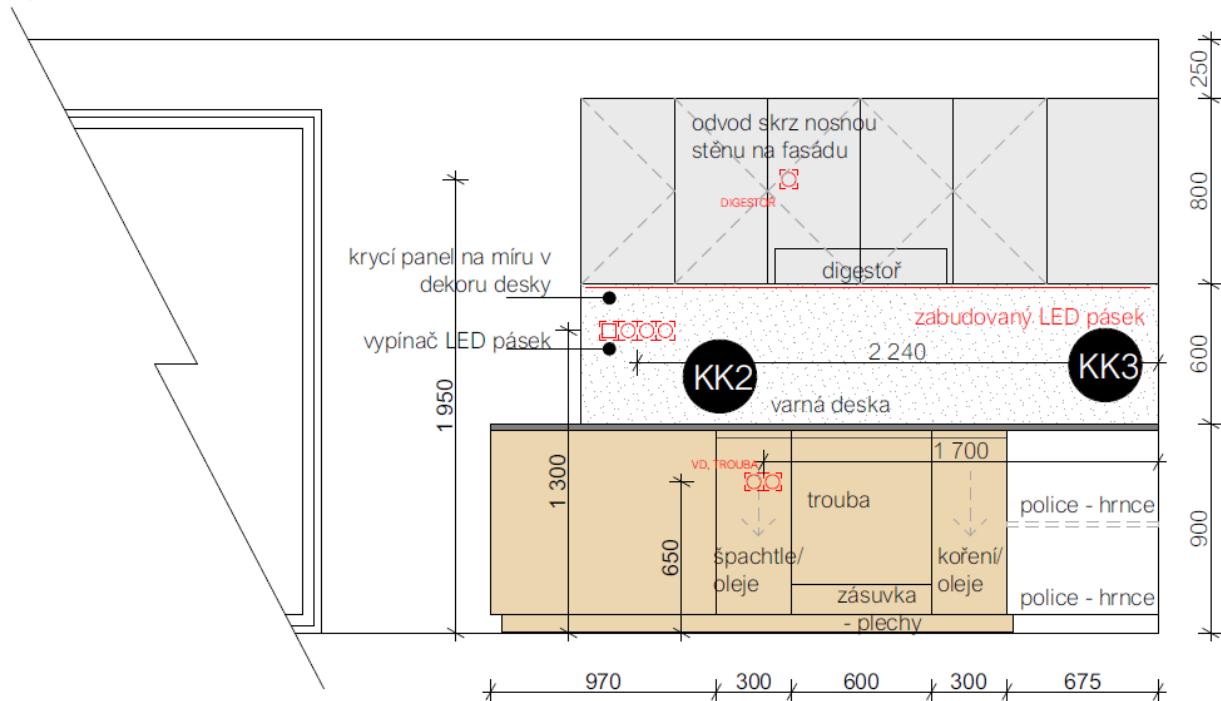 250
odvod skrz nosnou
stěnu na fasádu
800
DIGESTOŘ
krycí panel na míru v
dekoru desky
digestoř
vypínač LED pásek
zabudovaný LED pásek
2 240
600
KK2
KK3
varná deska
1 950
1 300
650
VD, TROUBA
1 700
trouba
police - hrnce
900
špachtle/
oleje
koření/
oleje
zásuvka
- plechy
police - hrnce
970
300
600
300
675